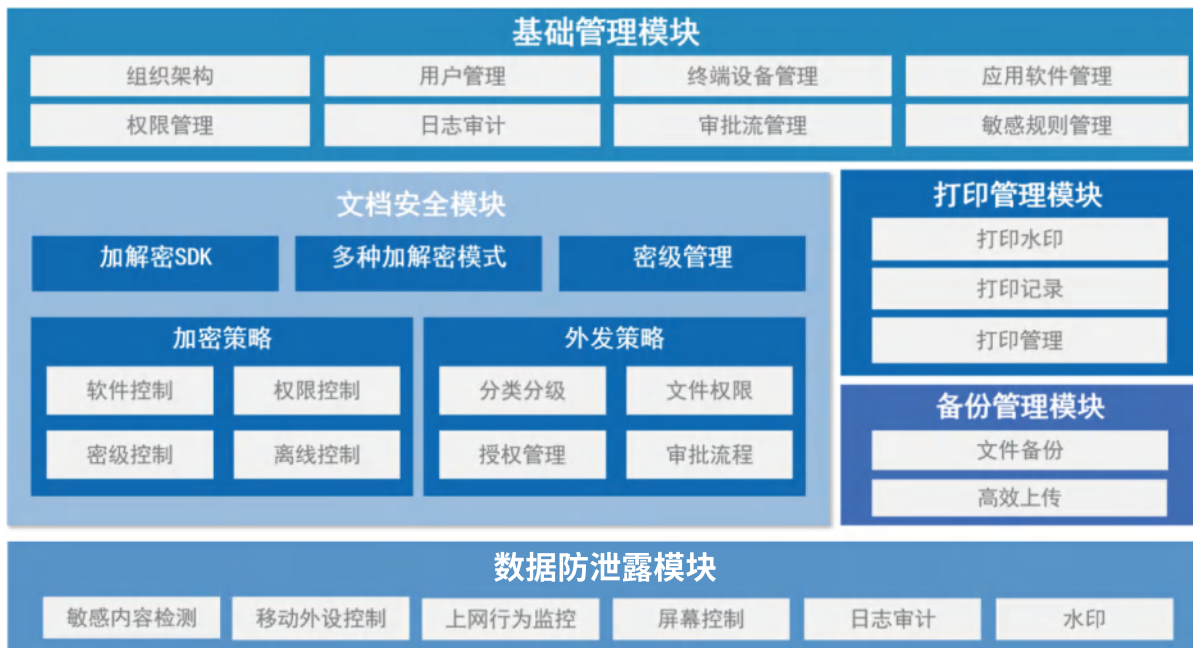 基础管理模块
组织架构 用户管理 终端设备管理 应用软件管理
权限管理 日志审计 审批流管理 敏感规则管理
文档安全模块
加解密SDK 多种加解密模式 密级管理
加密策略
软件控制 权限控制
密级控制 离线控制
外发策略
分类分级 文件权限
授权管理 审批流程
打印管理模块
打印水印
打印记录
打印管理
备份管理模块
文件备份
高效上传
数据防泄露模块
敏感内容检测 移动外设控制 上网行为监控 屏幕控制 日志审计 水印